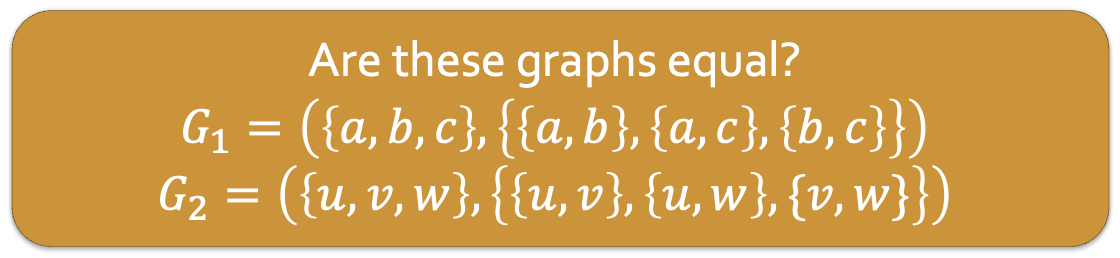 Are these graphs equal?
G₁ = ({a, b, c}, {{a, b}, {a, c}, {b, c}})
G₂ = ({u, v, w}, {{u, v}, {u, w}, {v, w}})